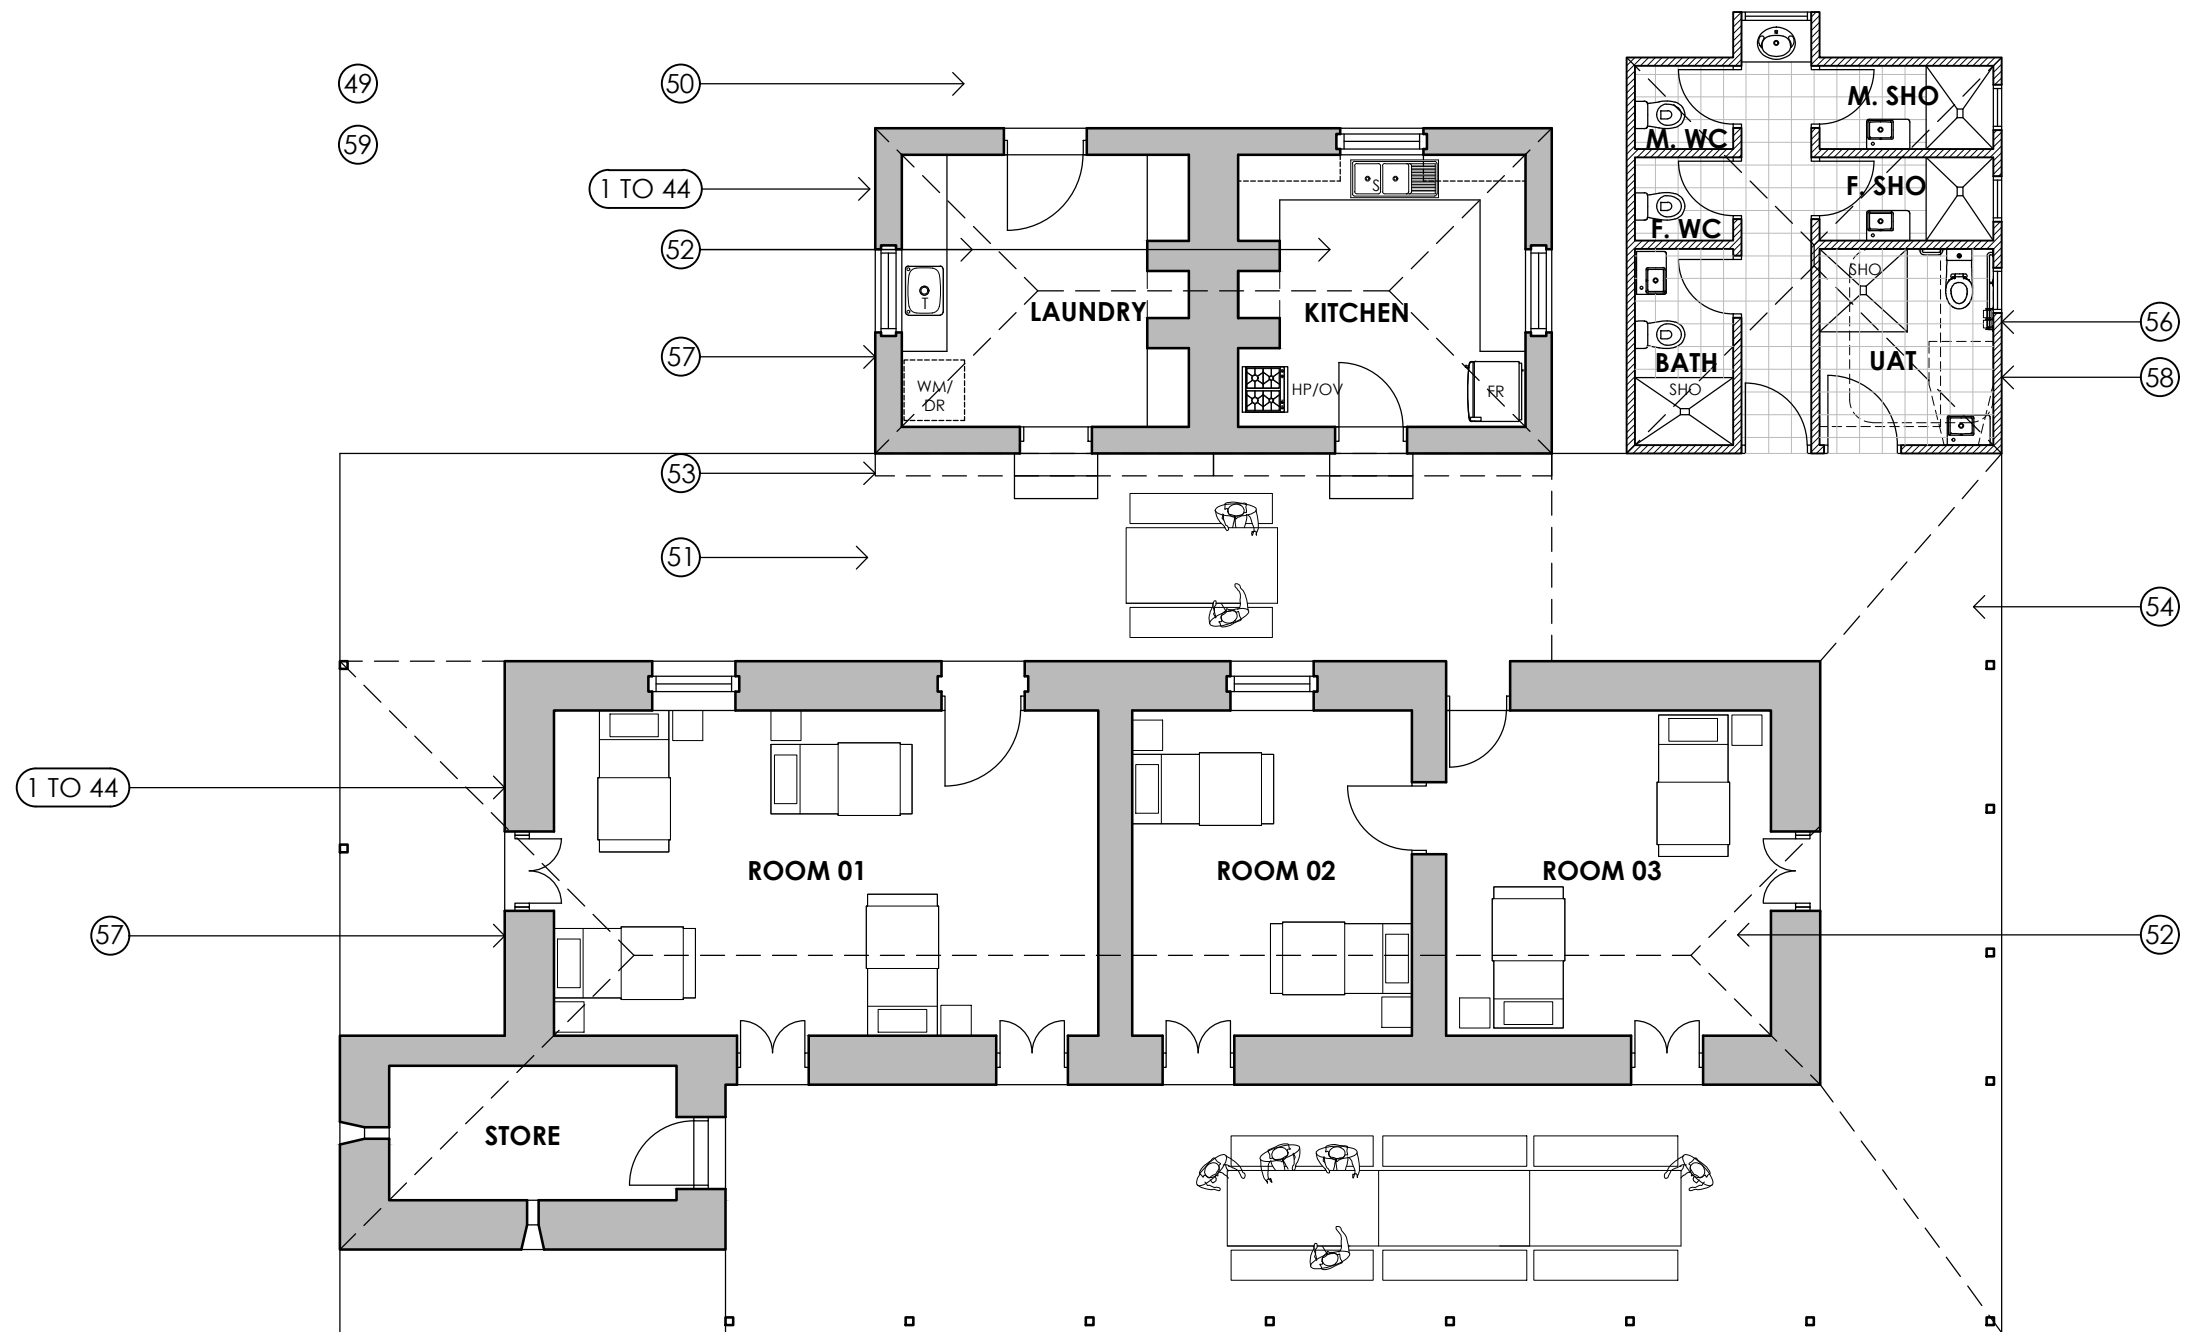 49
50
59
M. SHO
M. WC
1 TO 44
S
F. SHO
F. WC
52
SHO
T
LAUNDRY
KITCHEN
56
57
BATH
UAT
58
WM/
DR
HP/OV
FR
SHO
53
51
54
1 TO 44
ROOM 01
ROOM 02
ROOM 03
57
52
STORE